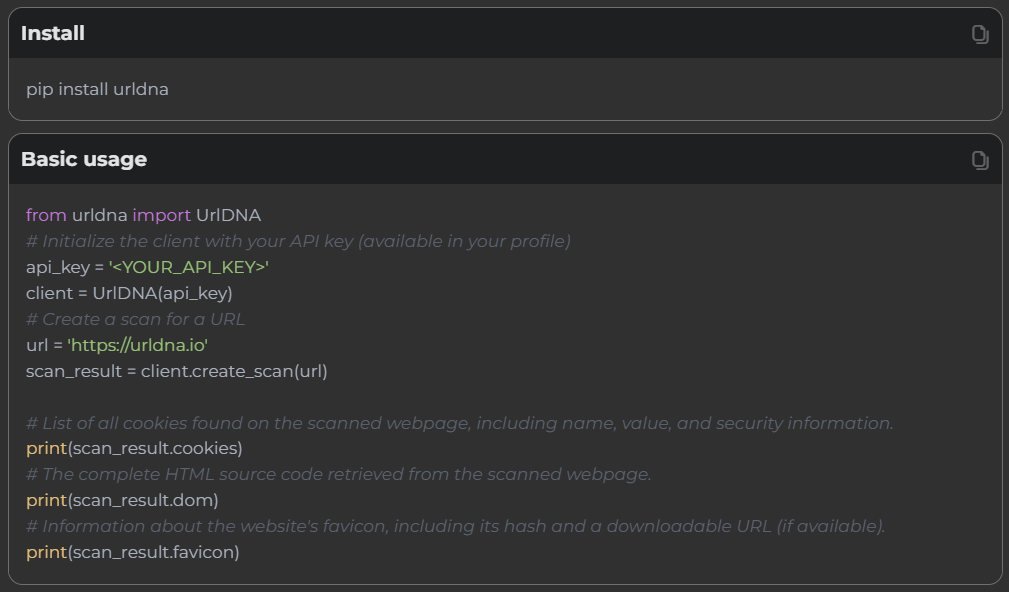 Install
pip install urldna
Basic usage
from urldna import UrlDNA
# Initialize the client with your API key (available in your profile)
api_key = '<YOUR_API_KEY>'
client = UrlDNA(api_key)
# Create a scan for a URL
url = 'https://urldna.io'
scan_result = client.create_scan(url)
# List of all cookies found on the scanned webpage, including name, value, and security information.
print(scan_result.cookies)
# The complete HTML source code retrieved from the scanned webpage.
print(scan_result.dom)
# Information about the website's favicon, including its hash and a downloadable URL (if available).
print(scan_result.favicon)